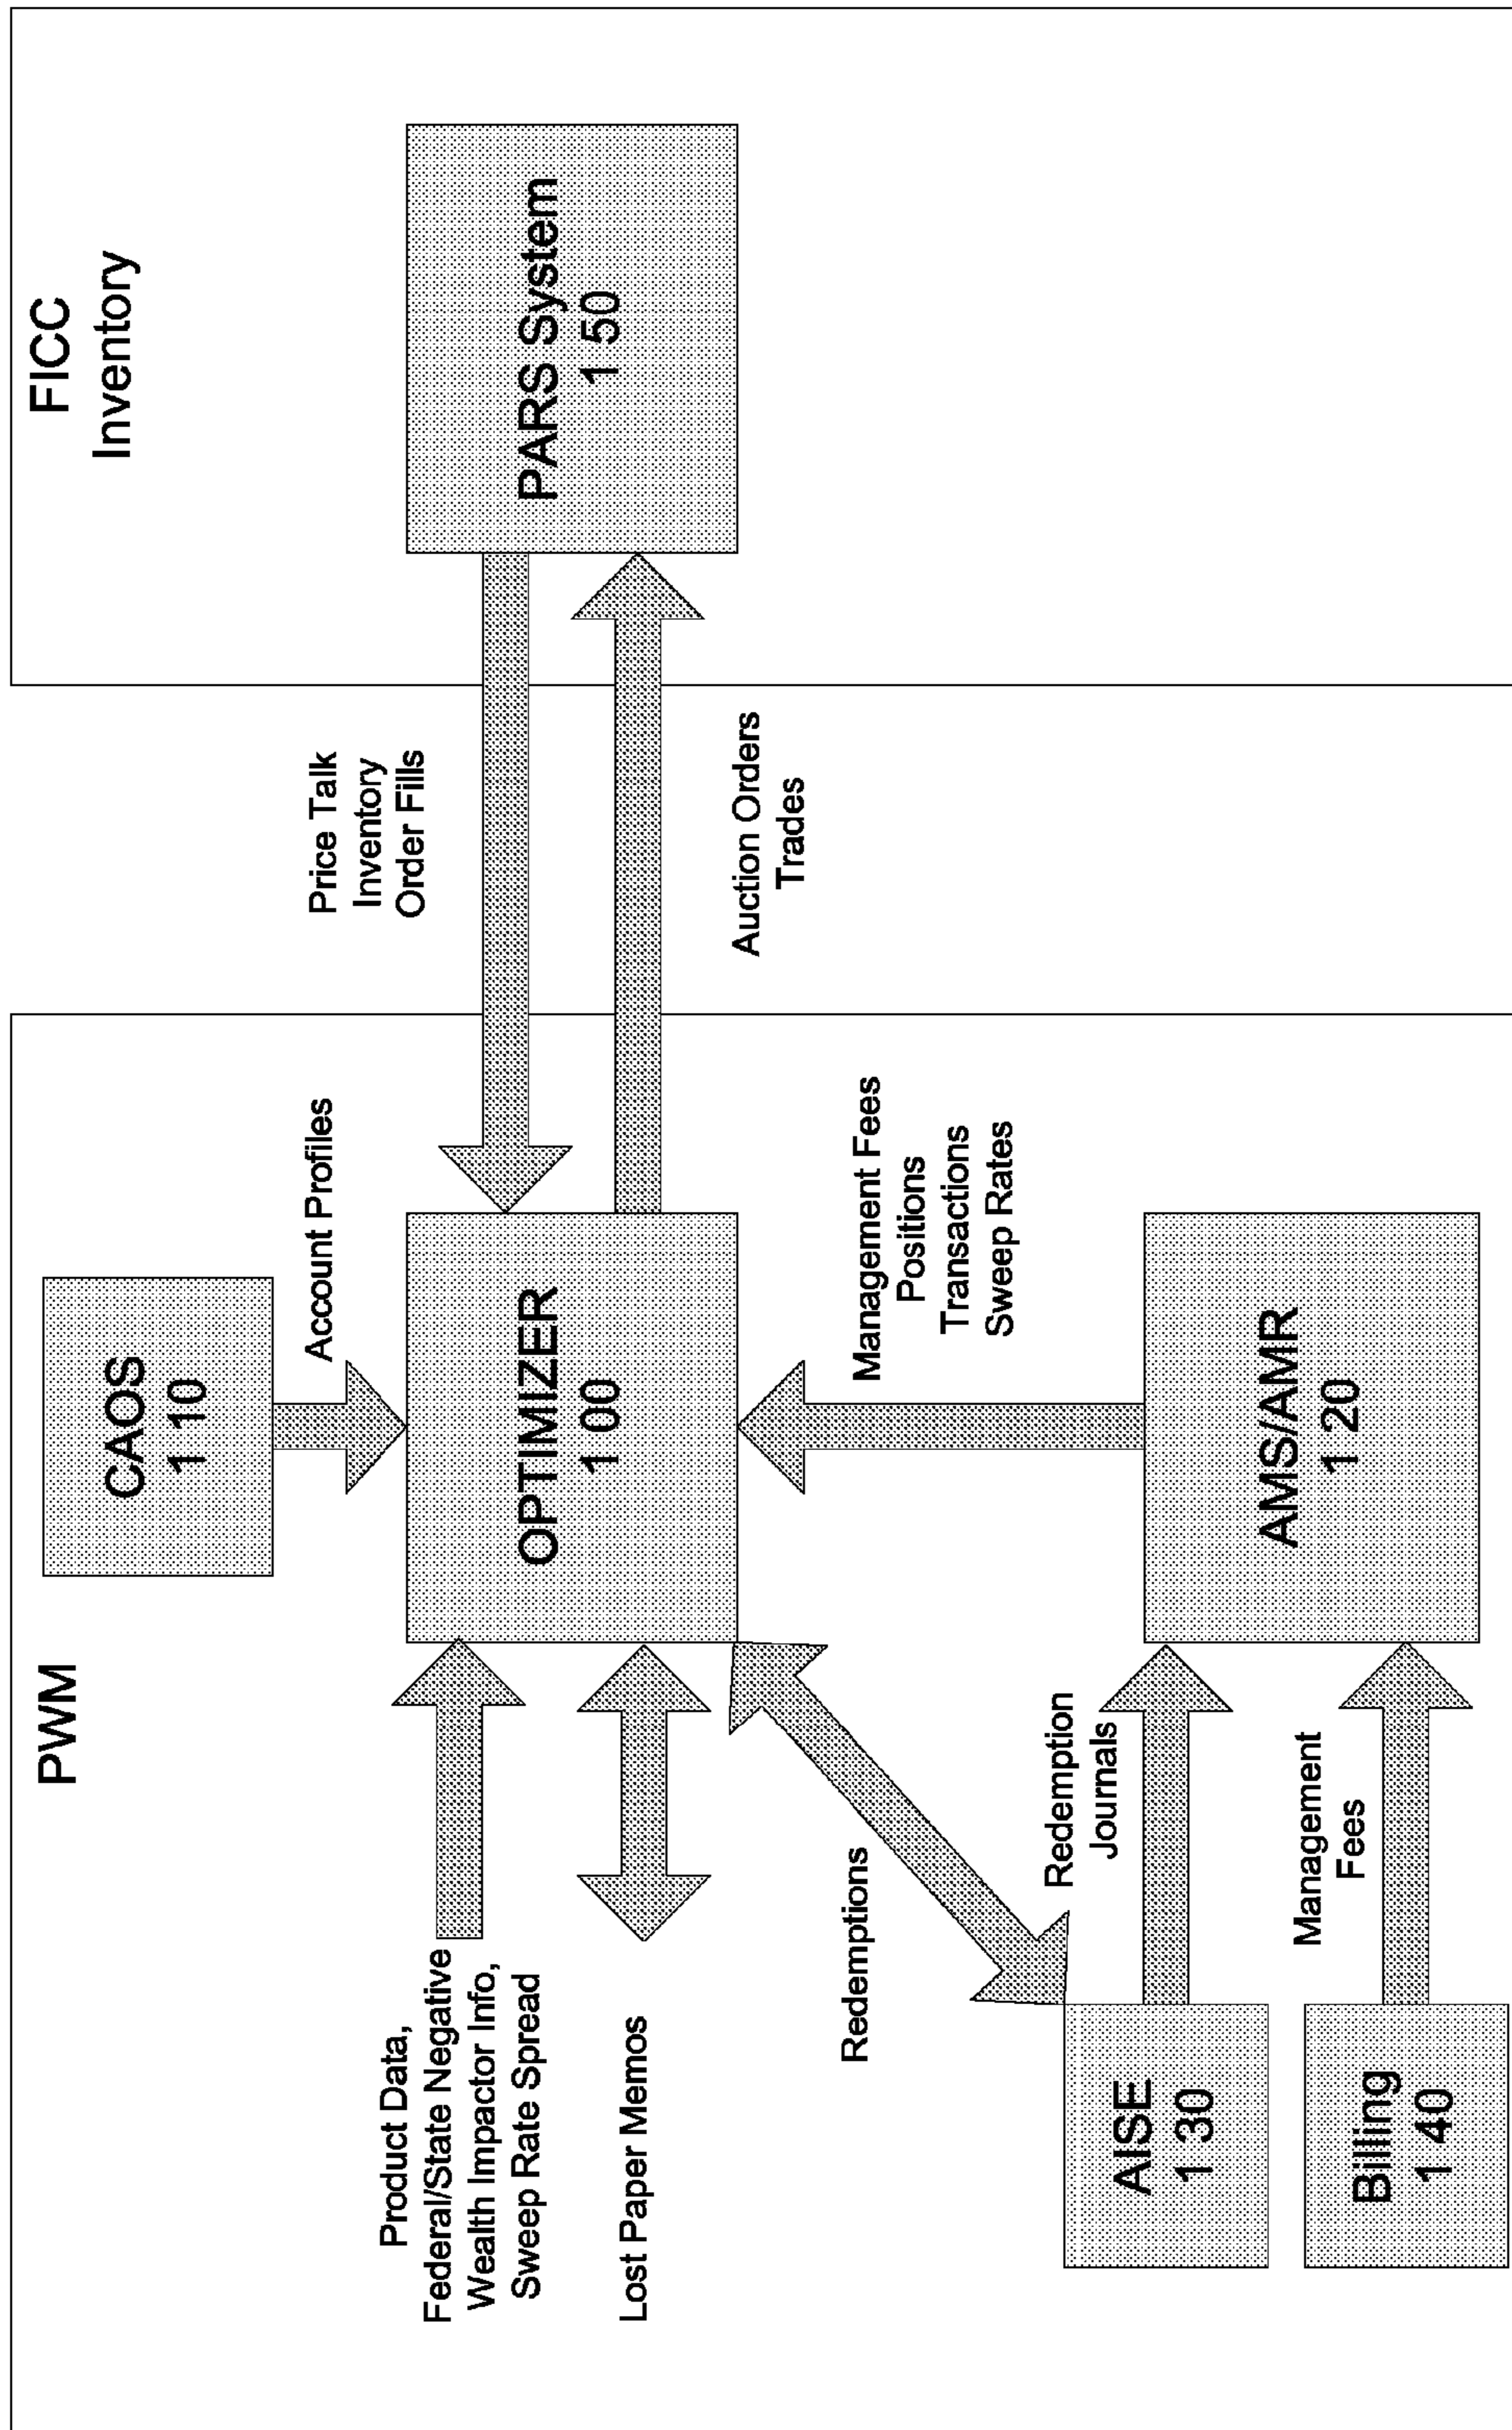 PWM
FICC
Inventory
CAOS
1 10
Account Profiles
Price Talk
Inventory
Order Fills
Product Data,
Federal/State Negative
Wealth Impactor Info,
Sweep Rate Spread
OPTIMIZER
1 00
PARS System
1 50
Lost Paper Memos
Auction Orders
Trades
Redemptions
Management Fees
Positions
Transactions
Sweep Rates
Redemption
Journals
AISE
1 30
AMS/AMR
1 20
Management
Fees
Billing
1 40